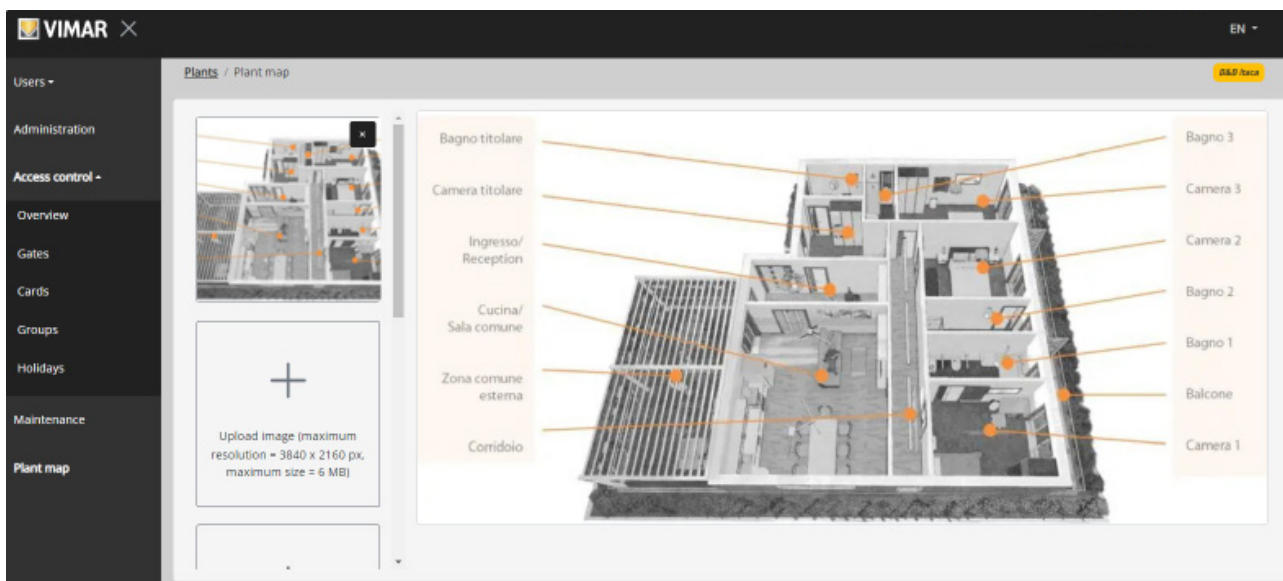 VIMAR
EN
Users
Plants / Plant map
B&B Itaca
Administration
Access control
Overview
Gates
Cards
Groups
Holidays
Maintenance
Plant map
Upload image (maximum
resolution = 3840 x 2160 px,
maximum size = 6 MB)
Bagno titolare
Camera titolare
Ingresso/
Reception
Cucina/
Sala comune
Zona comune
esterna
Corridoio
Bagno 3
Camera 3
Camera 2
Bagno 2
Bagno 1
Balcone
Camera 1